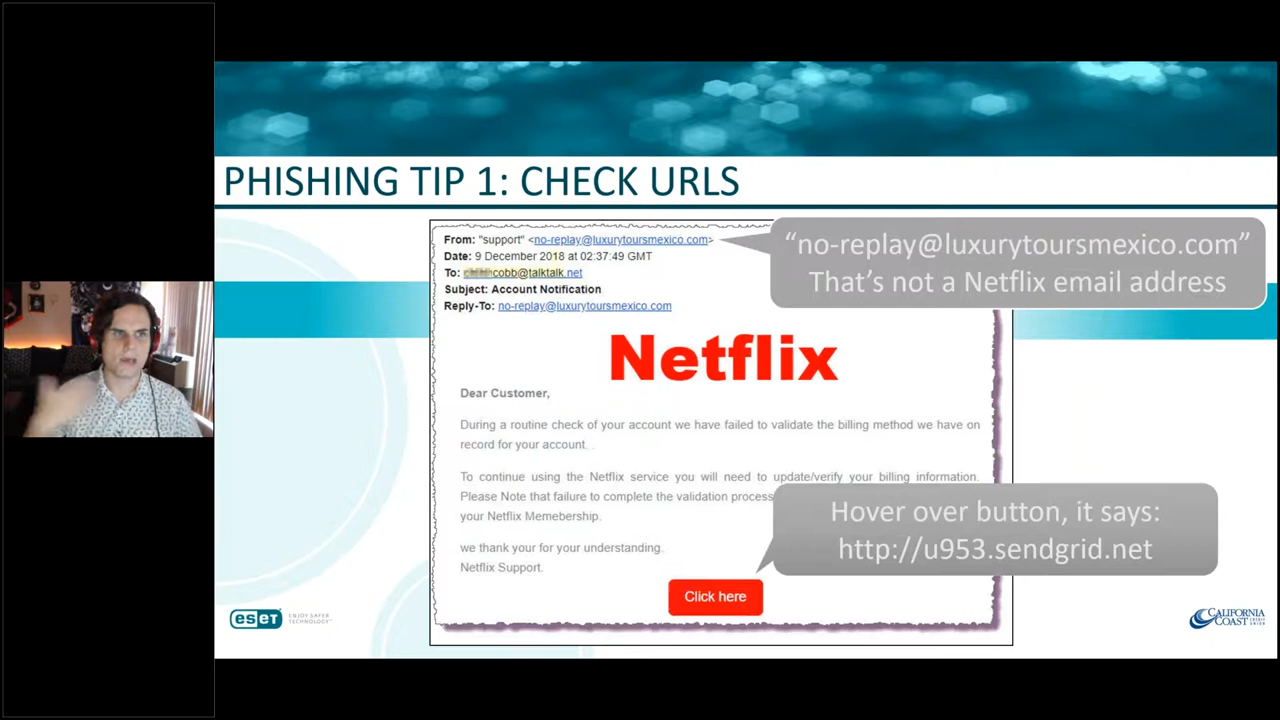 PHISHING TIP 1: CHECK URLS
From: "support" <no-replay@luxurytoursmexico.com>
Date: 9 December 2018 at 02:37:49 GMT
To: cobb@talktalk.net
Subject: Account Notification
Reply-To: no-replay@luxurytoursmexico.com
“no-replay@luxurytoursmexico.com”
That’s not a Netflix email address
Netflix
Dear Customer,
During a routine check of your account we have failed to validate the billing method we have on
record for your account. .
To continue using the Netflix service you will need to update/verify your billing information.
Please Note that failure to complete the validation process
your Netflix Memebership.
we thank your for your understanding.
Netflix Support.
Hover over button, it says:
http://u953.sendgrid.net
Click here
eseT
ENJOY SAFER
TECHNOLOGY™
CALIFORNIA
COAST
CREDIT
UNION